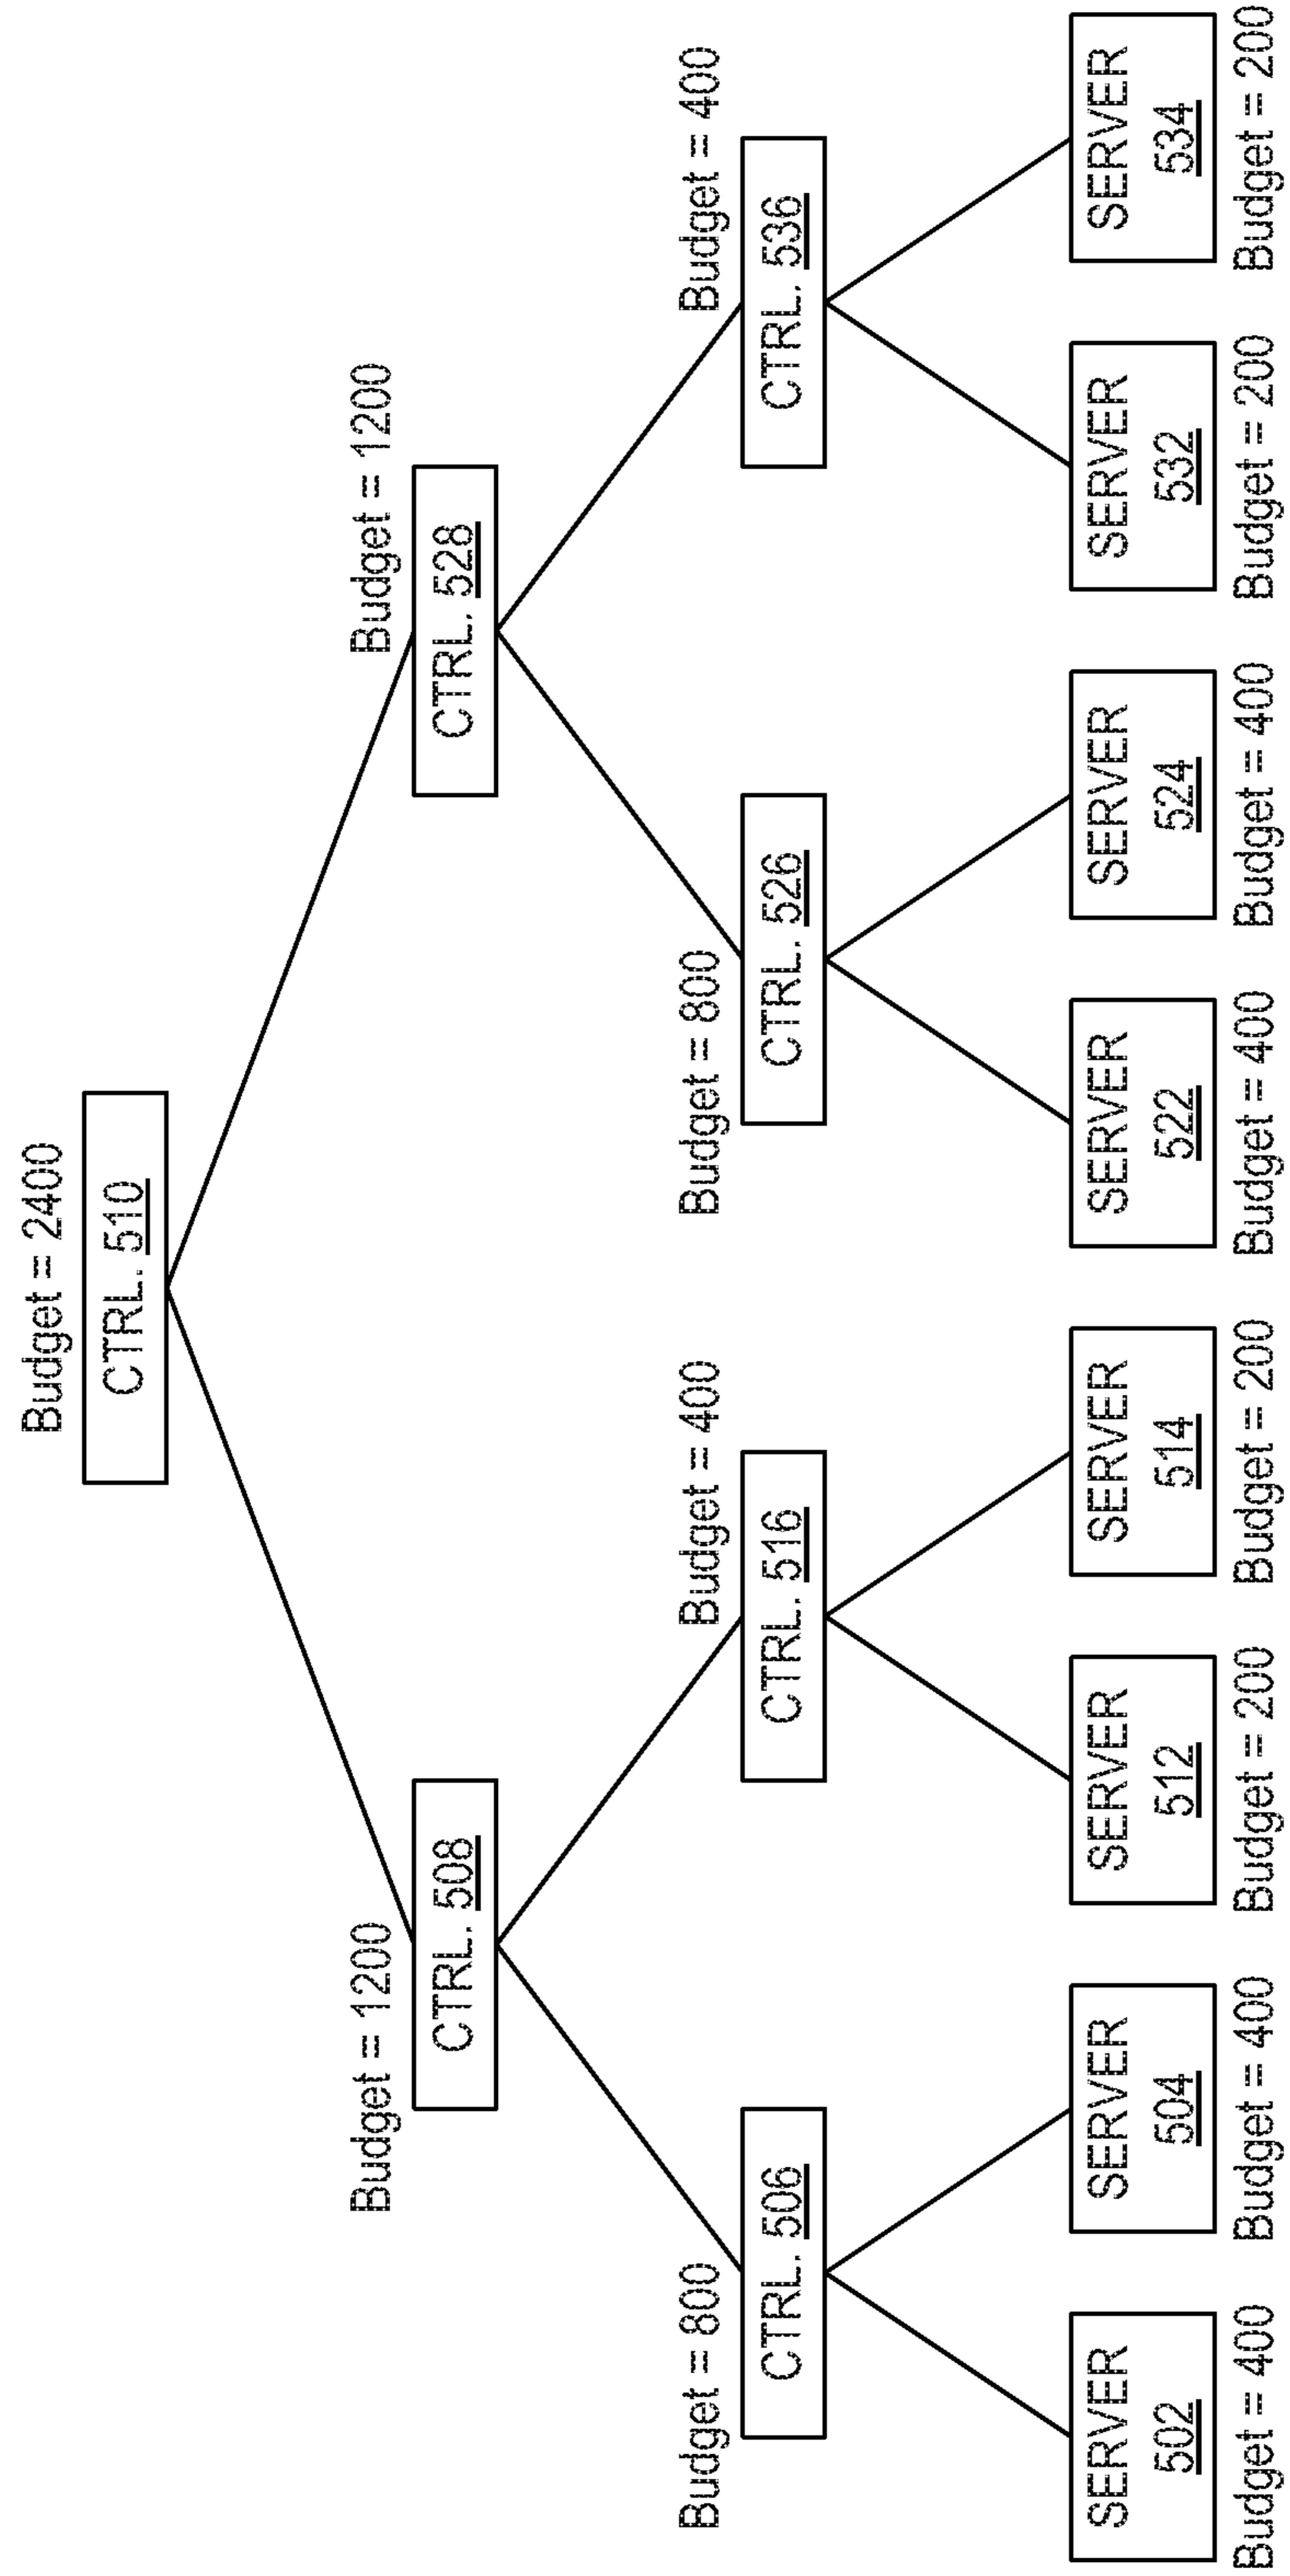 Budget = 2400
CTRL. 510
Budget = 1200
CTRL. 508
Budget = 1200
CTRL. 528
Budget = 800
CTRL. 506
Budget = 400
CTRL. 516
Budget = 800
CTRL. 526
Budget = 400
CTRL. 536
SERVER
502
Budget = 400
SERVER
504
Budget = 400
SERVER
512
Budget = 200
SERVER
514
Budget = 200
SERVER
522
Budget = 400
SERVER
524
Budget = 400
SERVER
532
Budget = 200
SERVER
534
Budget = 200